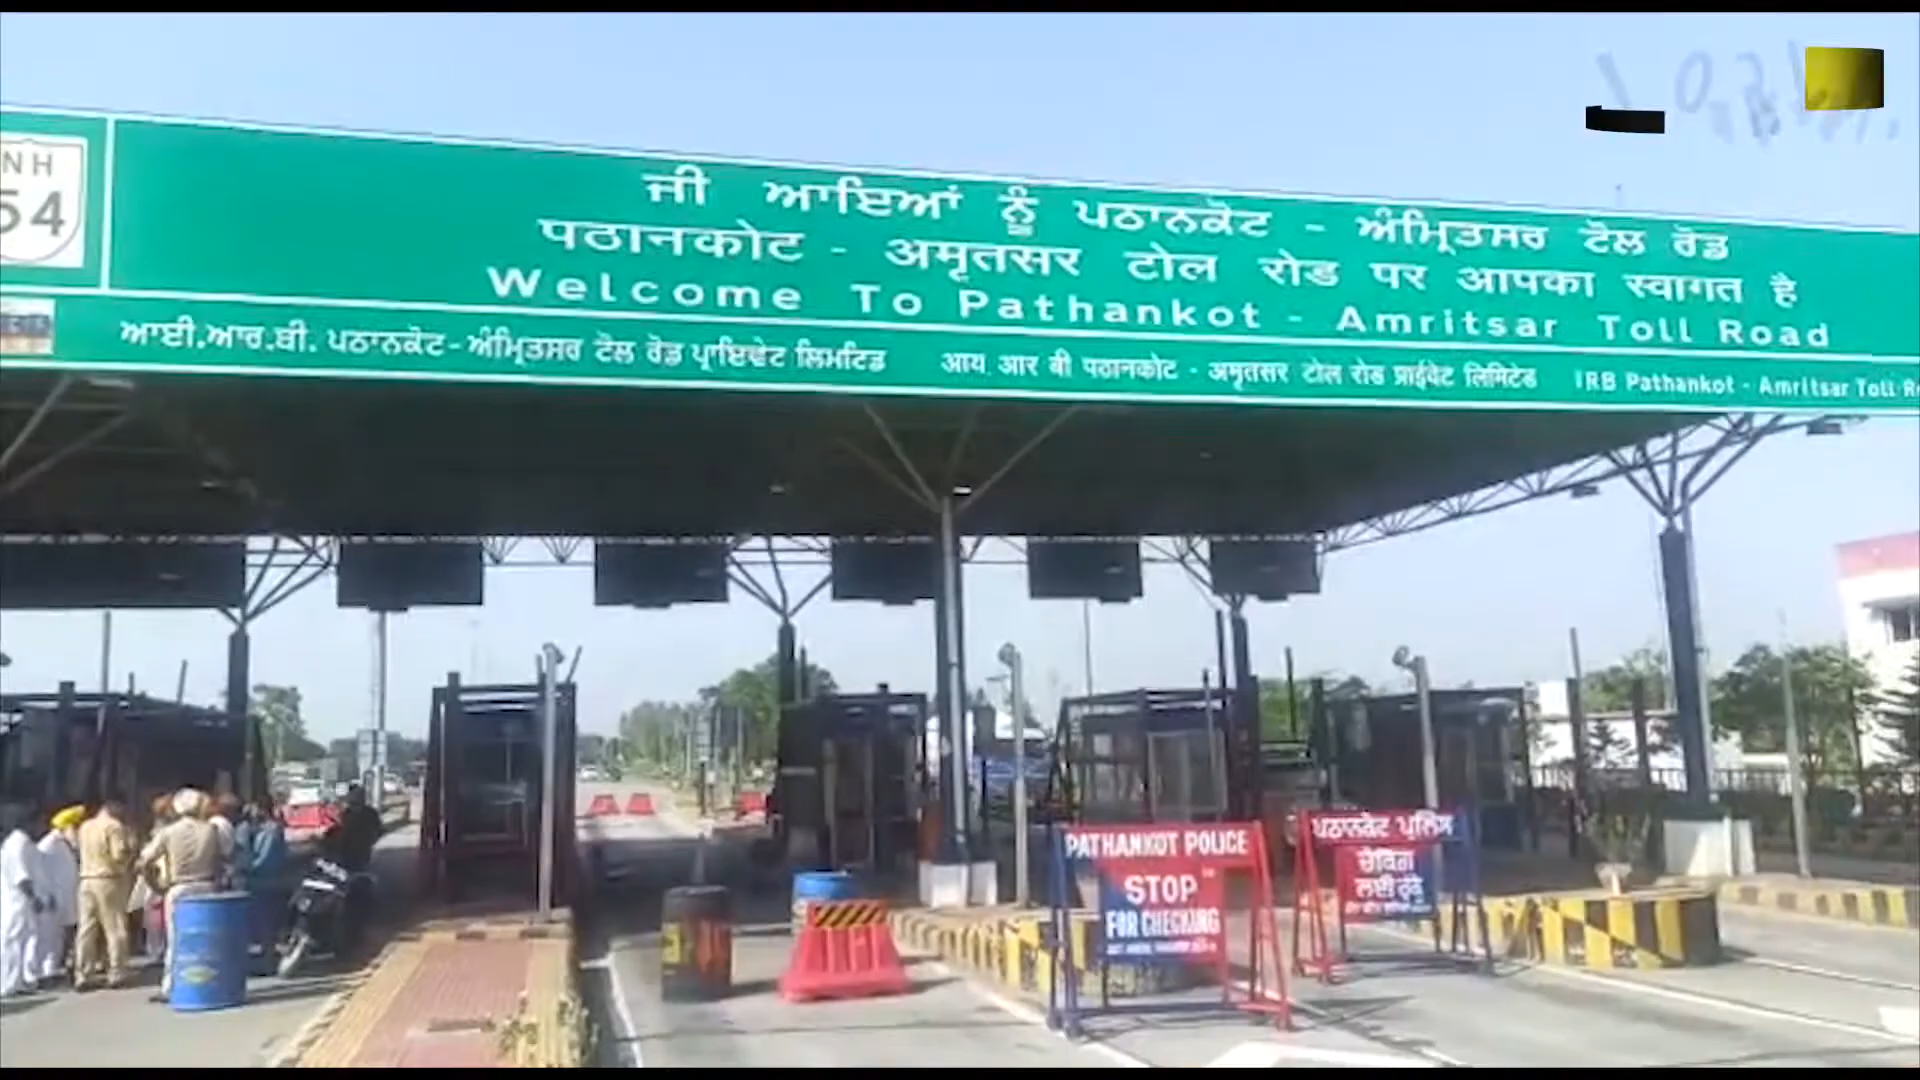 NH
54
ਜੀ ਆਇਆਂ ਨੂੰ ਪਠਾਨਕੋਟ - ਅੰਮ੍ਰਿਤਸਰ ਟੋਲ ਰੋਡ
पठानकोट - अमृतसर टोल रोड पर आपका स्वागत है
Welcome To Pathankot - Amritsar Toll Road
ਆਈ.ਆਰ.ਬੀ. ਪਠਾਨਕੋਟ-ਅੰਮ੍ਰਿਤਸਰ ਟੋਲ ਰੋਡ ਪ੍ਰਾਇਵੇਟ ਲਿਮਟਿਡ आय आर बी पठानकोट - अमृतसर टोल रोड प्राईवेट लिमिटेड IRB Pathankot - Amritsar Toll
PATHANKOT POLICE
STOP
FOR CHECKING
ਪਠਾਨਕੋਟ ਪੁਲਿਸ
ਚੈਕਿੰਗ
ਲਈ ਰੁੱਕੋ